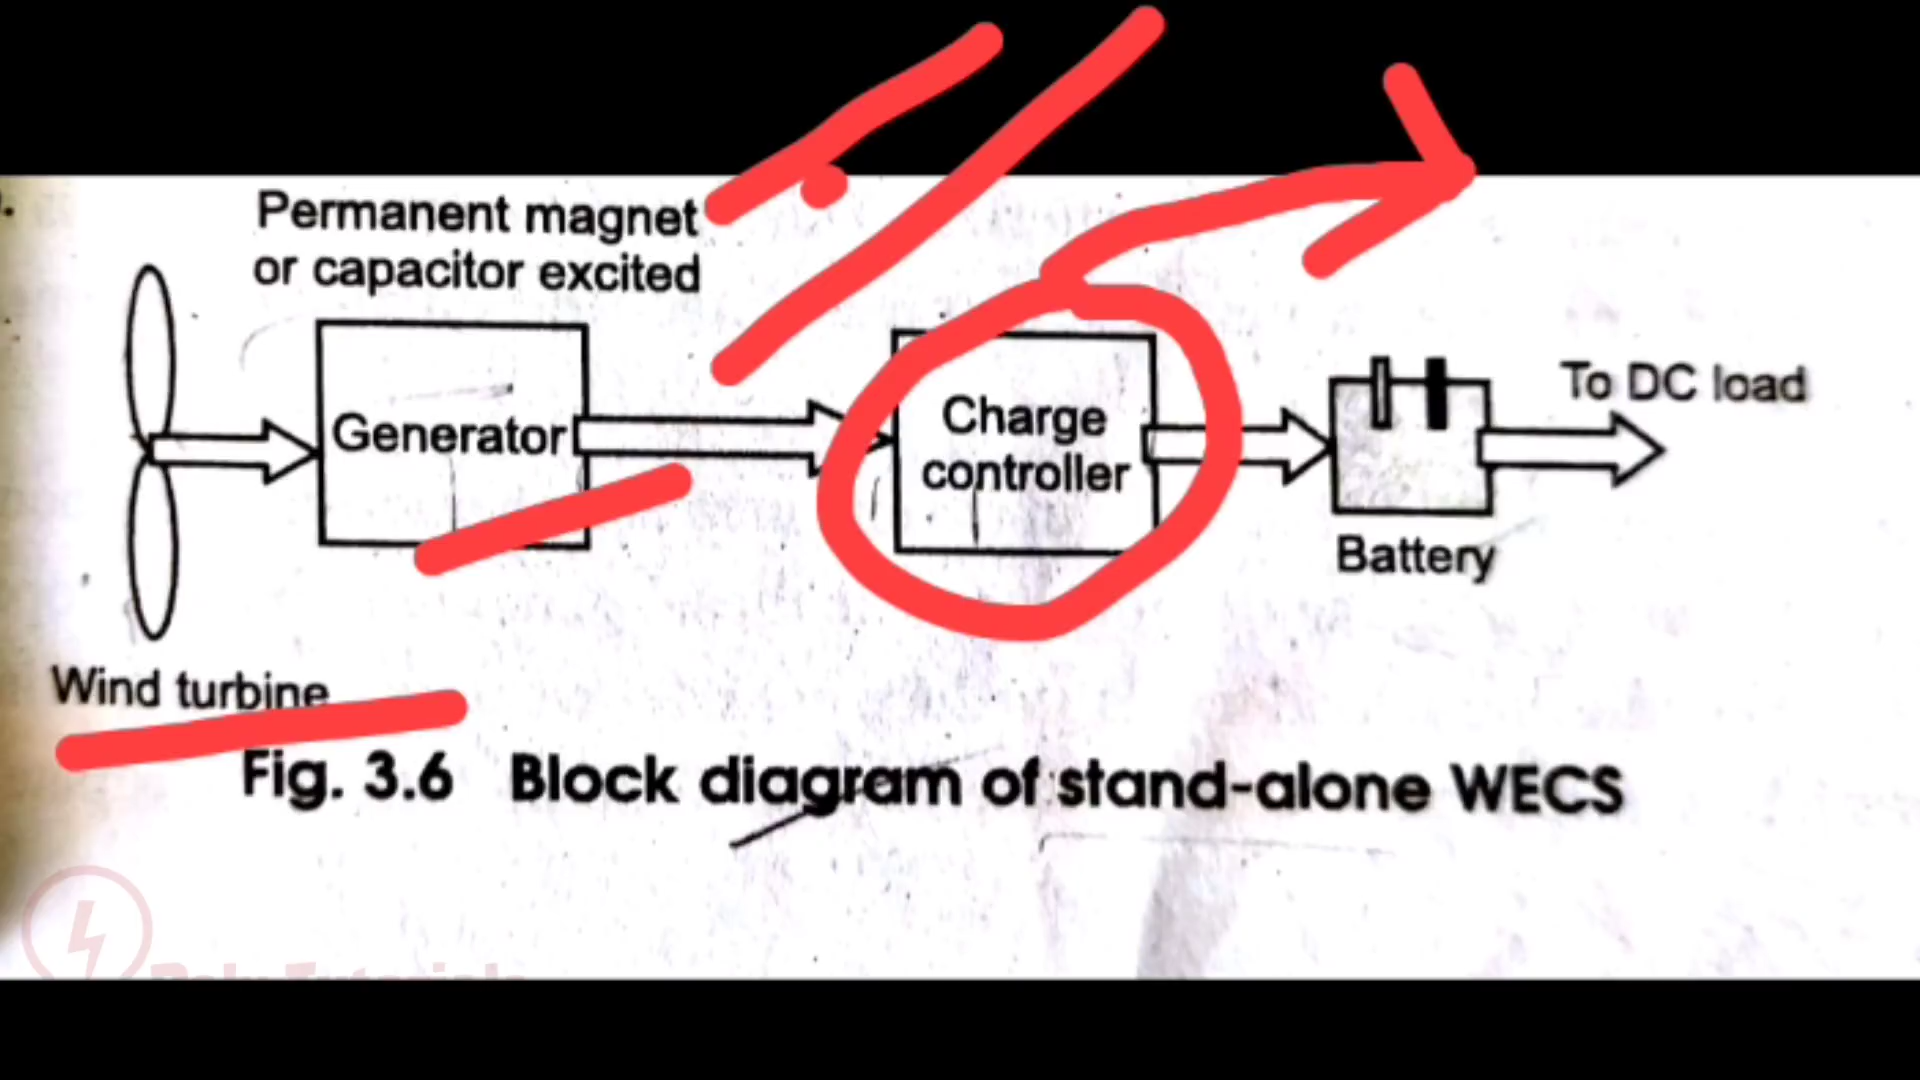 Permanent magnet
or capacitor excited
Generator
Charge
controller
To DC load
Battery
Wind turbine
Fig. 3.6 Block diagram of stand-alone WECS